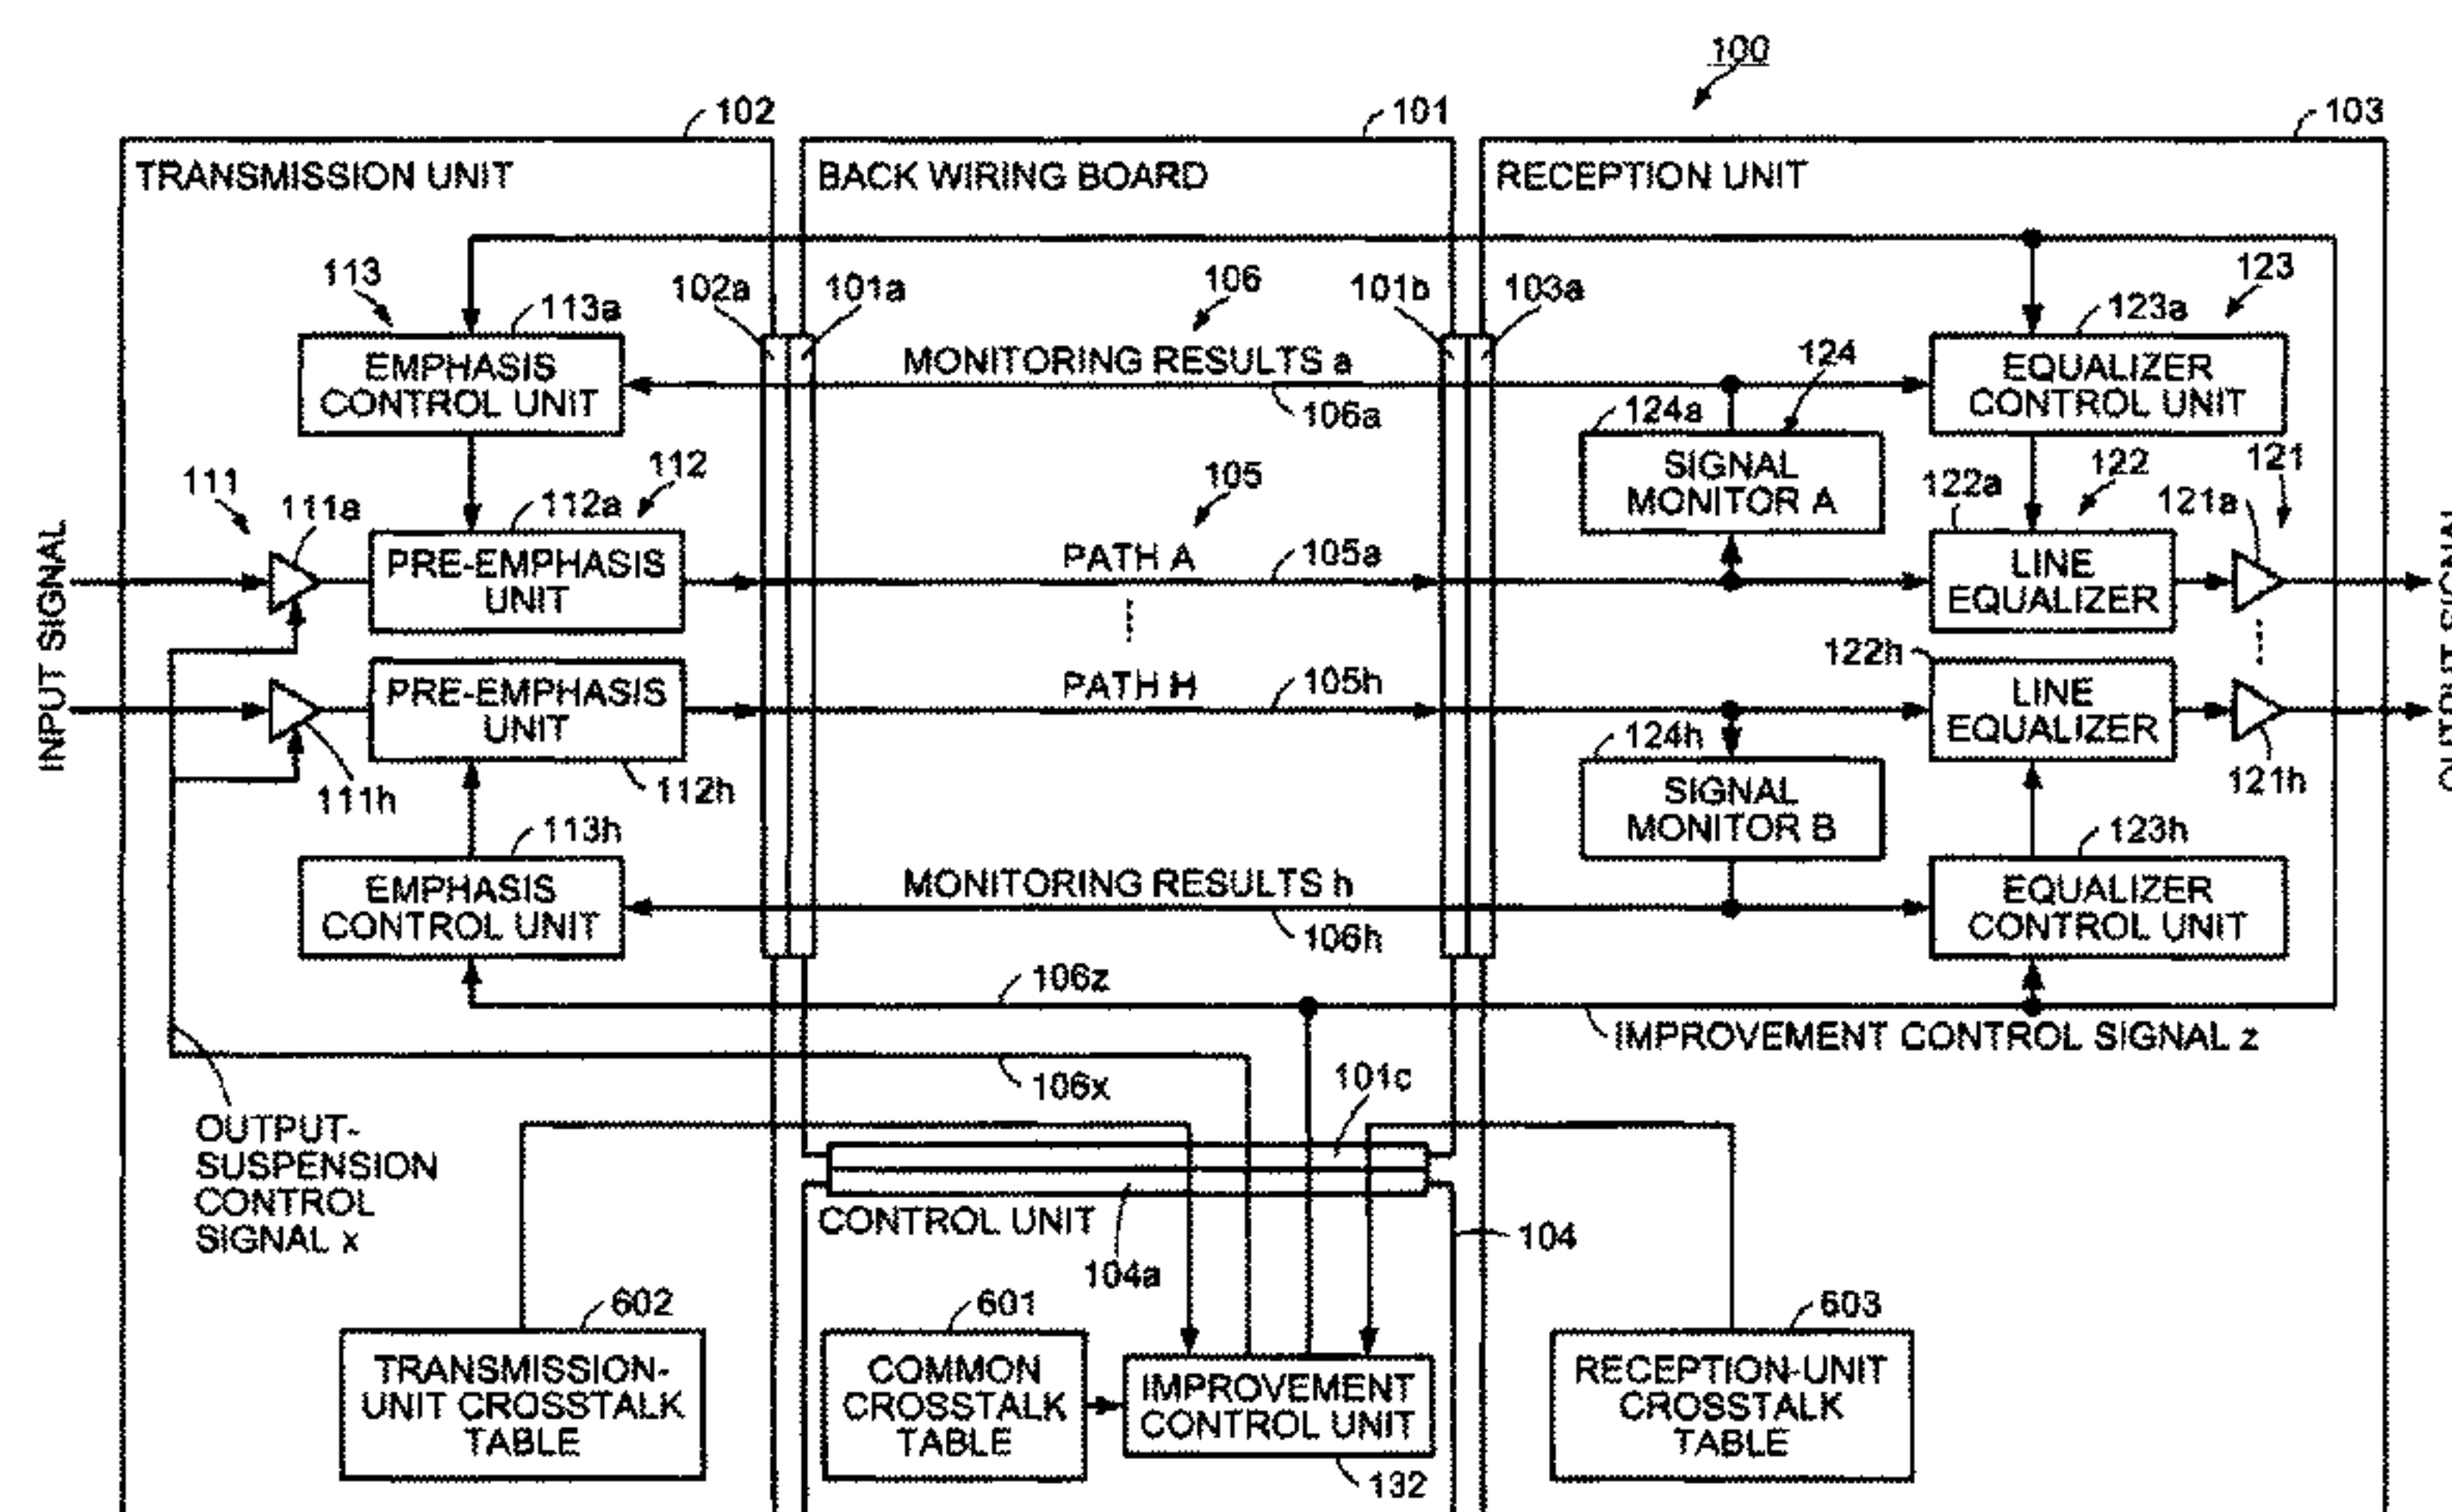 100
102
101
103
TRANSMISSION UNIT
BACK WIRING BOARD
RECEPTION UNIT
113
113a
102a
101a
106
101b
103a
123
123a
EMPHASIS
CONTROL UNIT
MONITORING RESULTS a
106a
124
124a
EQUALIZER
CONTROL UNIT
SIGNAL
MONITOR A
111
111a
112
112a
105
122
122a
121
121a
INPUT SIGNAL
PRE-EMPHASIS
UNIT
PATH A
105a
LINE
EQUALIZER
OUTPUT SIGNAL
PRE-EMPHASIS
UNIT
PATH H
105h
122h
LINE
EQUALIZER
111h
112h
124h
SIGNAL
MONITOR B
121h
113h
123h
EMPHASIS
CONTROL UNIT
MONITORING RESULTS h
106h
EQUALIZER
CONTROL UNIT
106z
IMPROVEMENT CONTROL SIGNAL z
106x
101c
OUTPUT-
SUSPENSION
CONTROL
SIGNAL x
CONTROL UNIT
104a
104
602
601
603
TRANSMISSION-
UNIT CROSSTALK
TABLE
COMMON
CROSSTALK
TABLE
IMPROVEMENT
CONTROL UNIT
132
RECEPTION-UNIT
CROSSTALK
TABLE